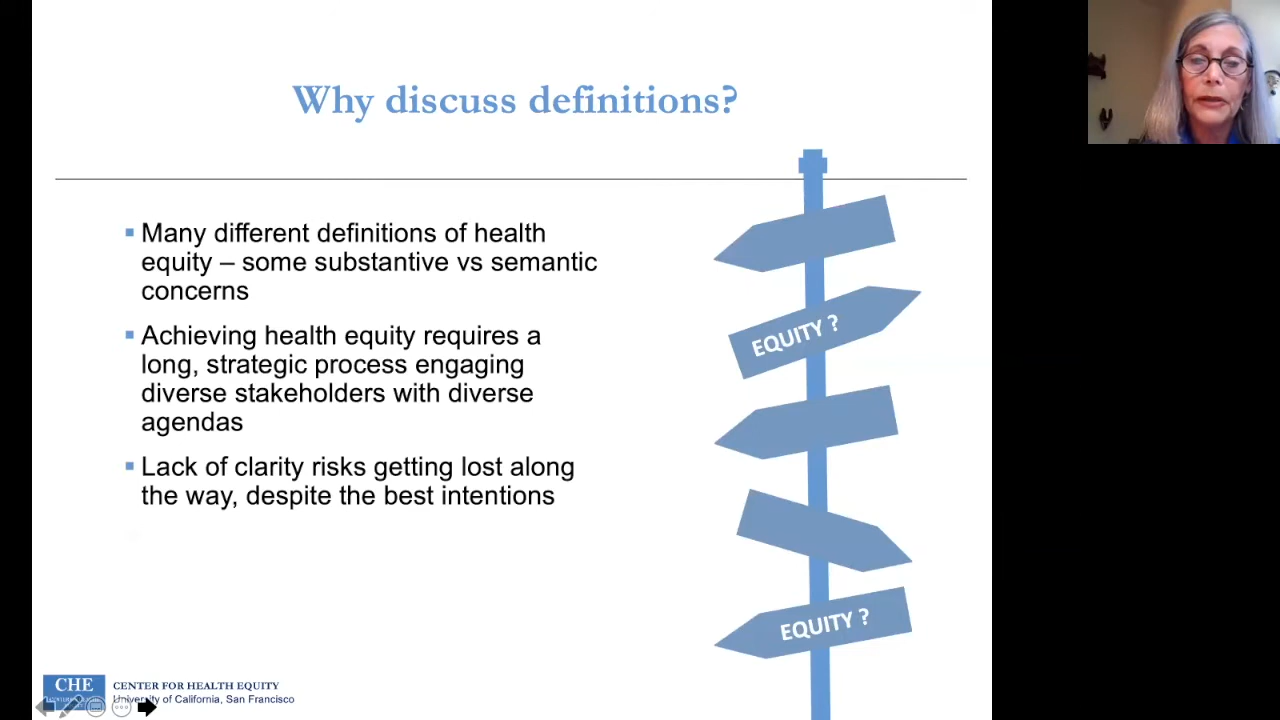 Why discuss definitions?
Many different definitions of health
equity – some substantive vs semantic
concerns
Achieving health equity requires a
long, strategic process engaging
diverse stakeholders with diverse
agendas
Lack of clarity risks getting lost along
the way, despite the best intentions
EQUITY ?
EQUITY ?
CHE
CENTER FOR HEALTH EQUITY
University of California, San Francisco